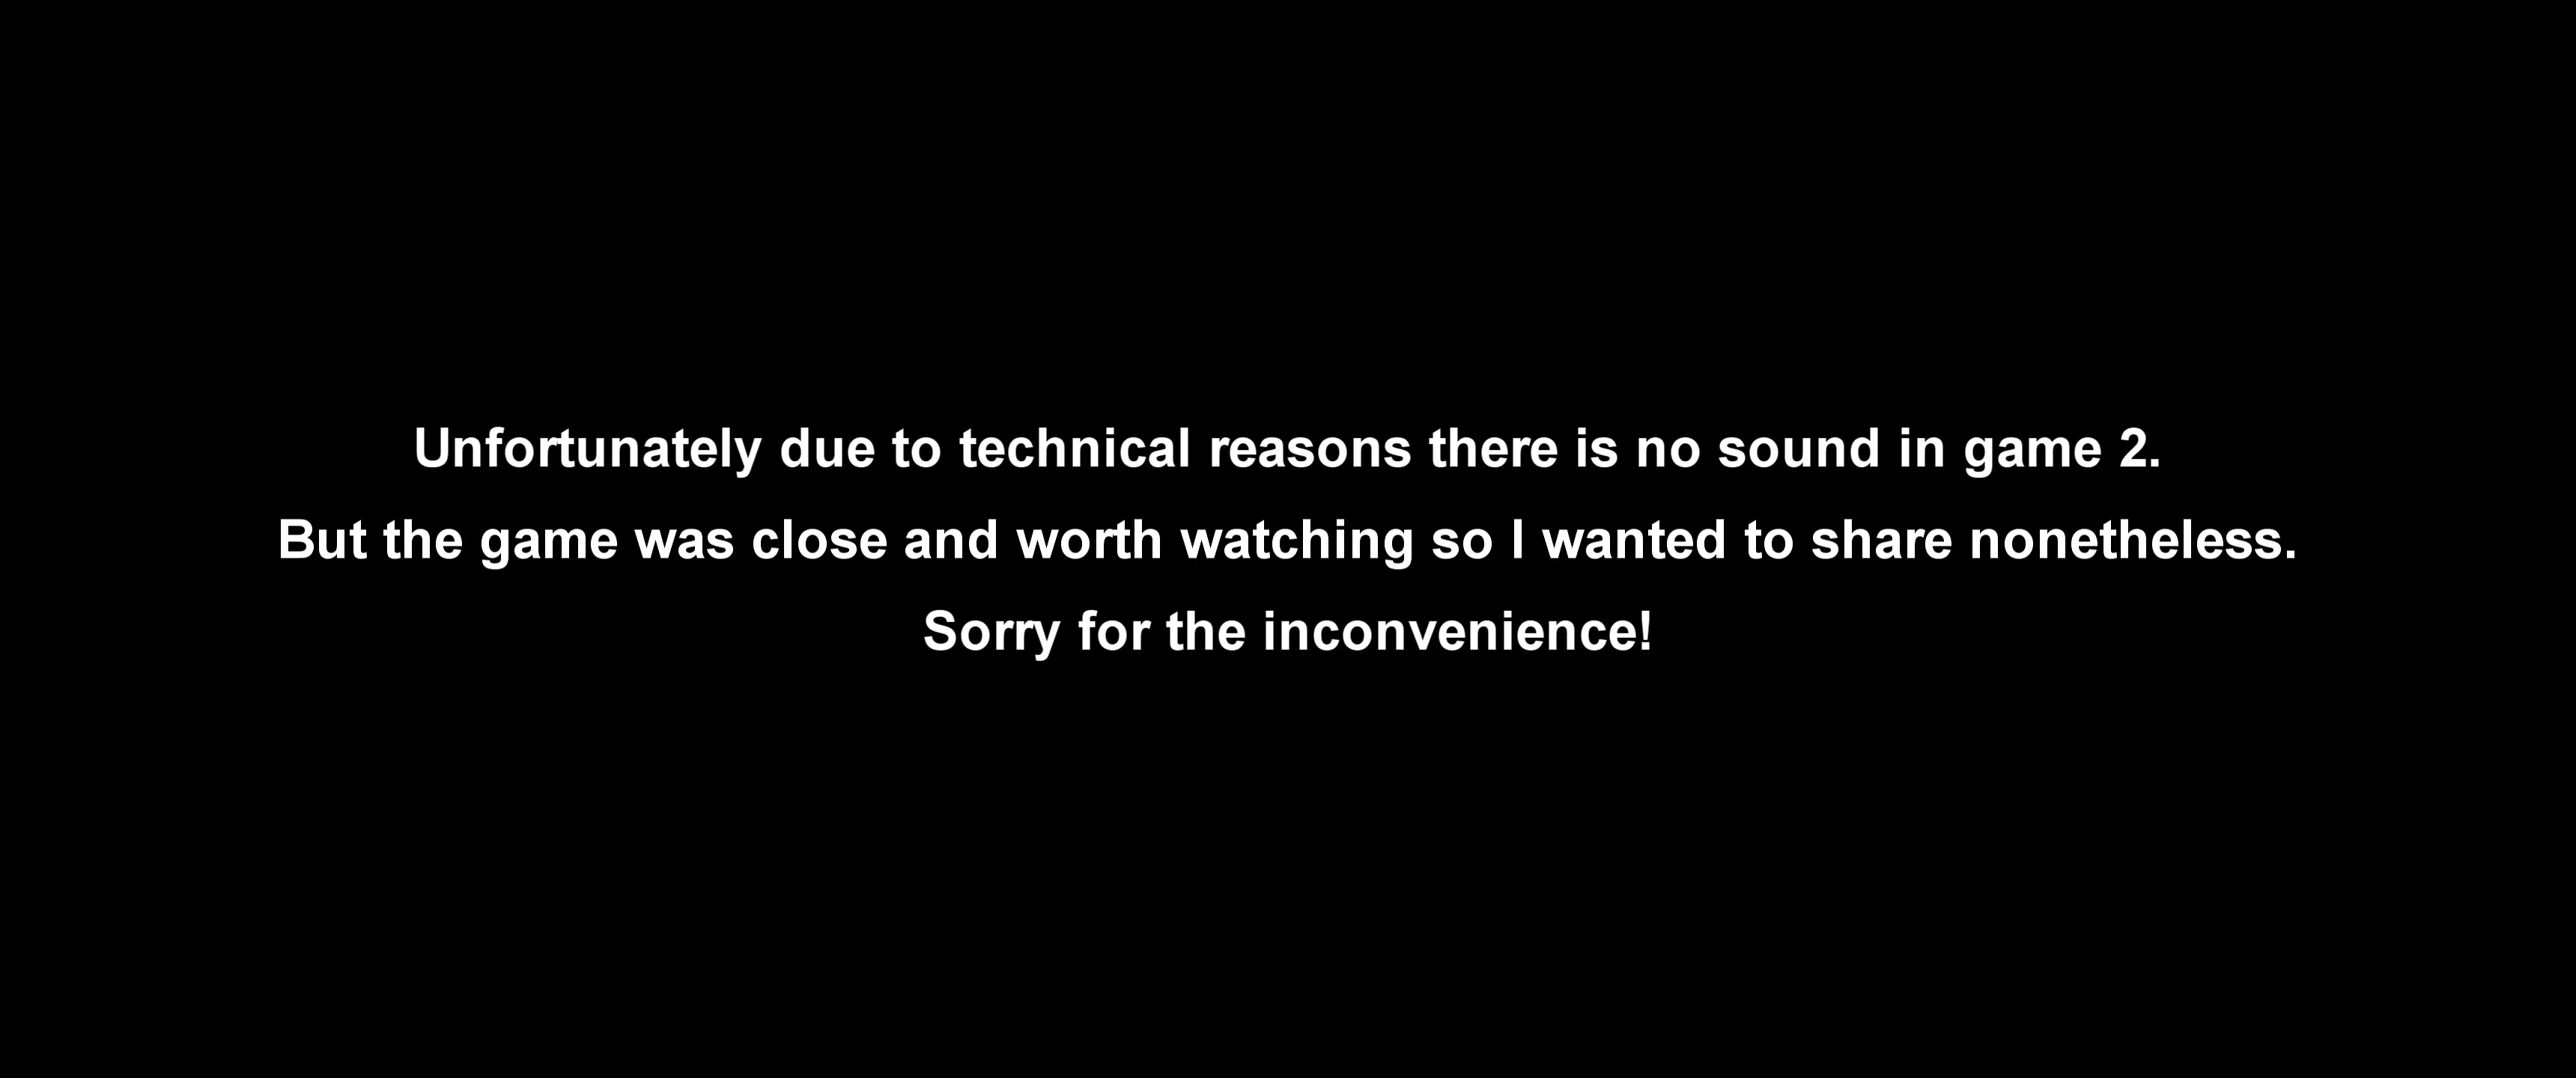 Unfortunately due to technical reasons there is no sound in game 2.
But the game was close and worth watching so I wanted to share nonetheless.
Sorry for the inconvenience!